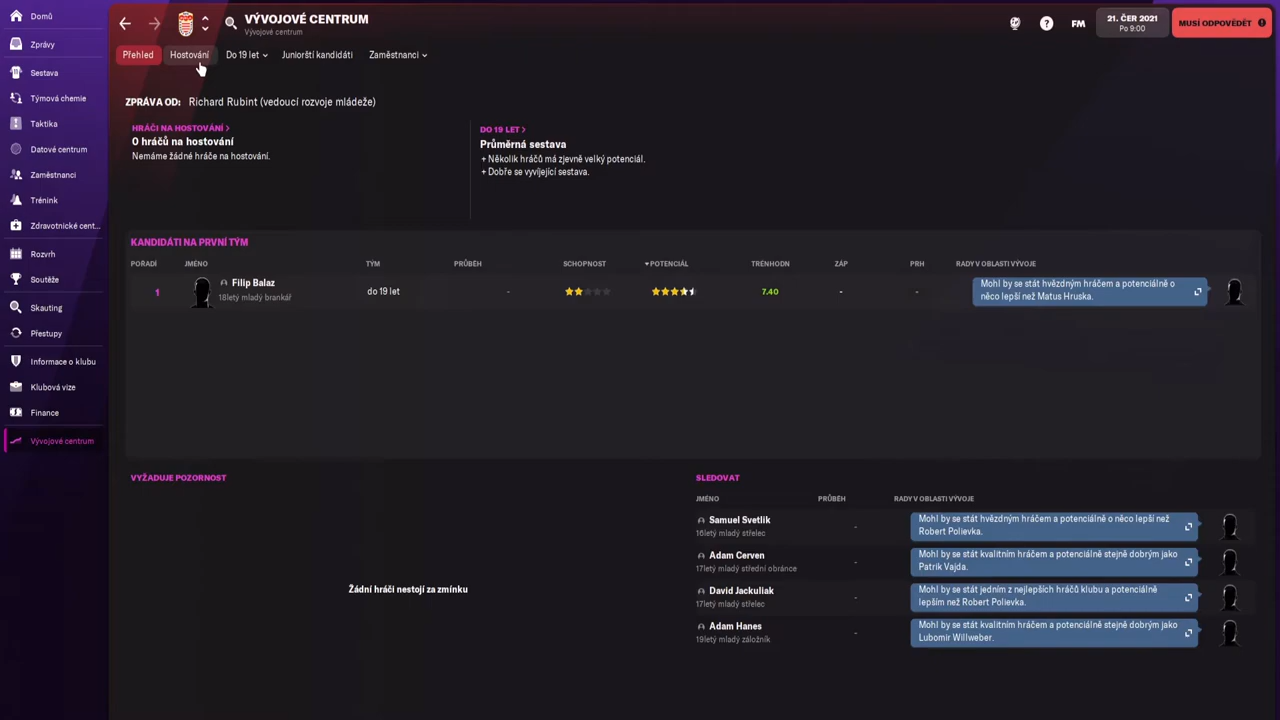 Domů
Zprávy
Sestava
Týmová chemie
Taktika
Datové centrum
Zaměstnanci
Trénink
Zdravotnické cent...
Rozvrh
Soutěže
Skauting
Přestupy
Informace o klubu
Klubová vize
Finance
Vývojové centrum
VÝVOJOVÉ CENTRUM
Vývojové centrum
FM
21. ČER 2021
Po 9:00
MUSÍ ODPOVĚDĚT
Přehled
Hostování
Do 19 let
Juniorští kandidáti
Zaměstnanci
ZPRÁVA OD: Richard Rubint (vedoucí rozvoje mládeže)
HRÁČI NA HOSTOVÁNÍ >
0 hráčů na hostování
Nemáme žádné hráče na hostování.
DO 19 LET >
Průměrná sestava
+ Několik hráčů má zjevně velký potenciál.
+ Dobře se vyvíjející sestava.
KANDIDÁTI NA PRVNÍ TÝM
POŘADÍ JMÉNO TÝM PRŮBĚH SCHOPNOST POTENCIÁL TRÉNHODN ZÁP PRH RADY V OBLASTI VÝVOJE
1 Filip Balaz do 19 let - 7.40 - -
18letý mladý brankář
Mohl by se stát hvězdným hráčem a potenciálně o
něco lepší než Matus Hruska.
VYŽADUJE POZORNOST
Žádní hráči nestojí za zmínku
SLEDOVAT
JMÉNO PRŮBĚH RADY V OBLASTI VÝVOJE
Samuel Svetlik -
16letý mladý střelec
Mohl by se stát hvězdným hráčem a potenciálně o něco lepší než
Robert Polievka.
Adam Cerven -
17letý mladý střední obránce
Mohl by se stát kvalitním hráčem a potenciálně stejně dobrým jako
Patrik Vajda.
David Jackuliak -
17letý mladý střelec
Mohl by se stát jedním z nejlepších hráčů klubu a potenciálně
lepším než Robert Polievka.
Adam Hanes -
19letý mladý záložník
Mohl by se stát kvalitním hráčem a potenciálně stejně dobrým jako
Lubomir Willweber.